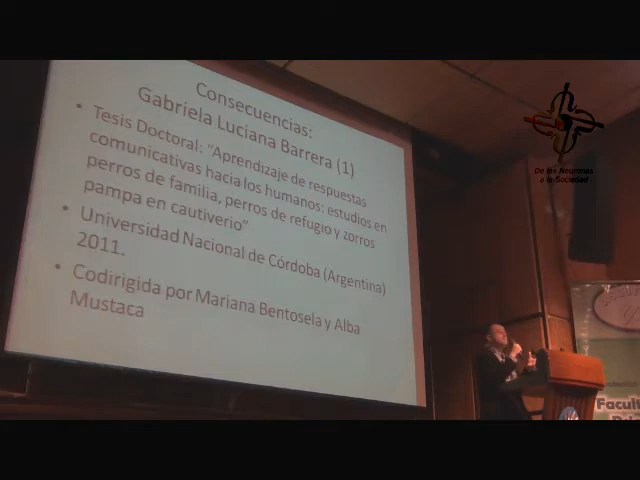 Consecuencias:
Gabriela Luciana Barrera (1)
• Tesis Doctoral: "Aprendizaje de respuestas
comunicativas hacia los humanos: estudios en
perros de familia, perros de refugio y zorros
pampa en cautiverio"
• Universidad Nacional de Córdoba (Argentina)
2011.
• Codirigida por Mariana Bentosela y Alba
Mustaca
De las Neuronas
a la Sociedad
Facult